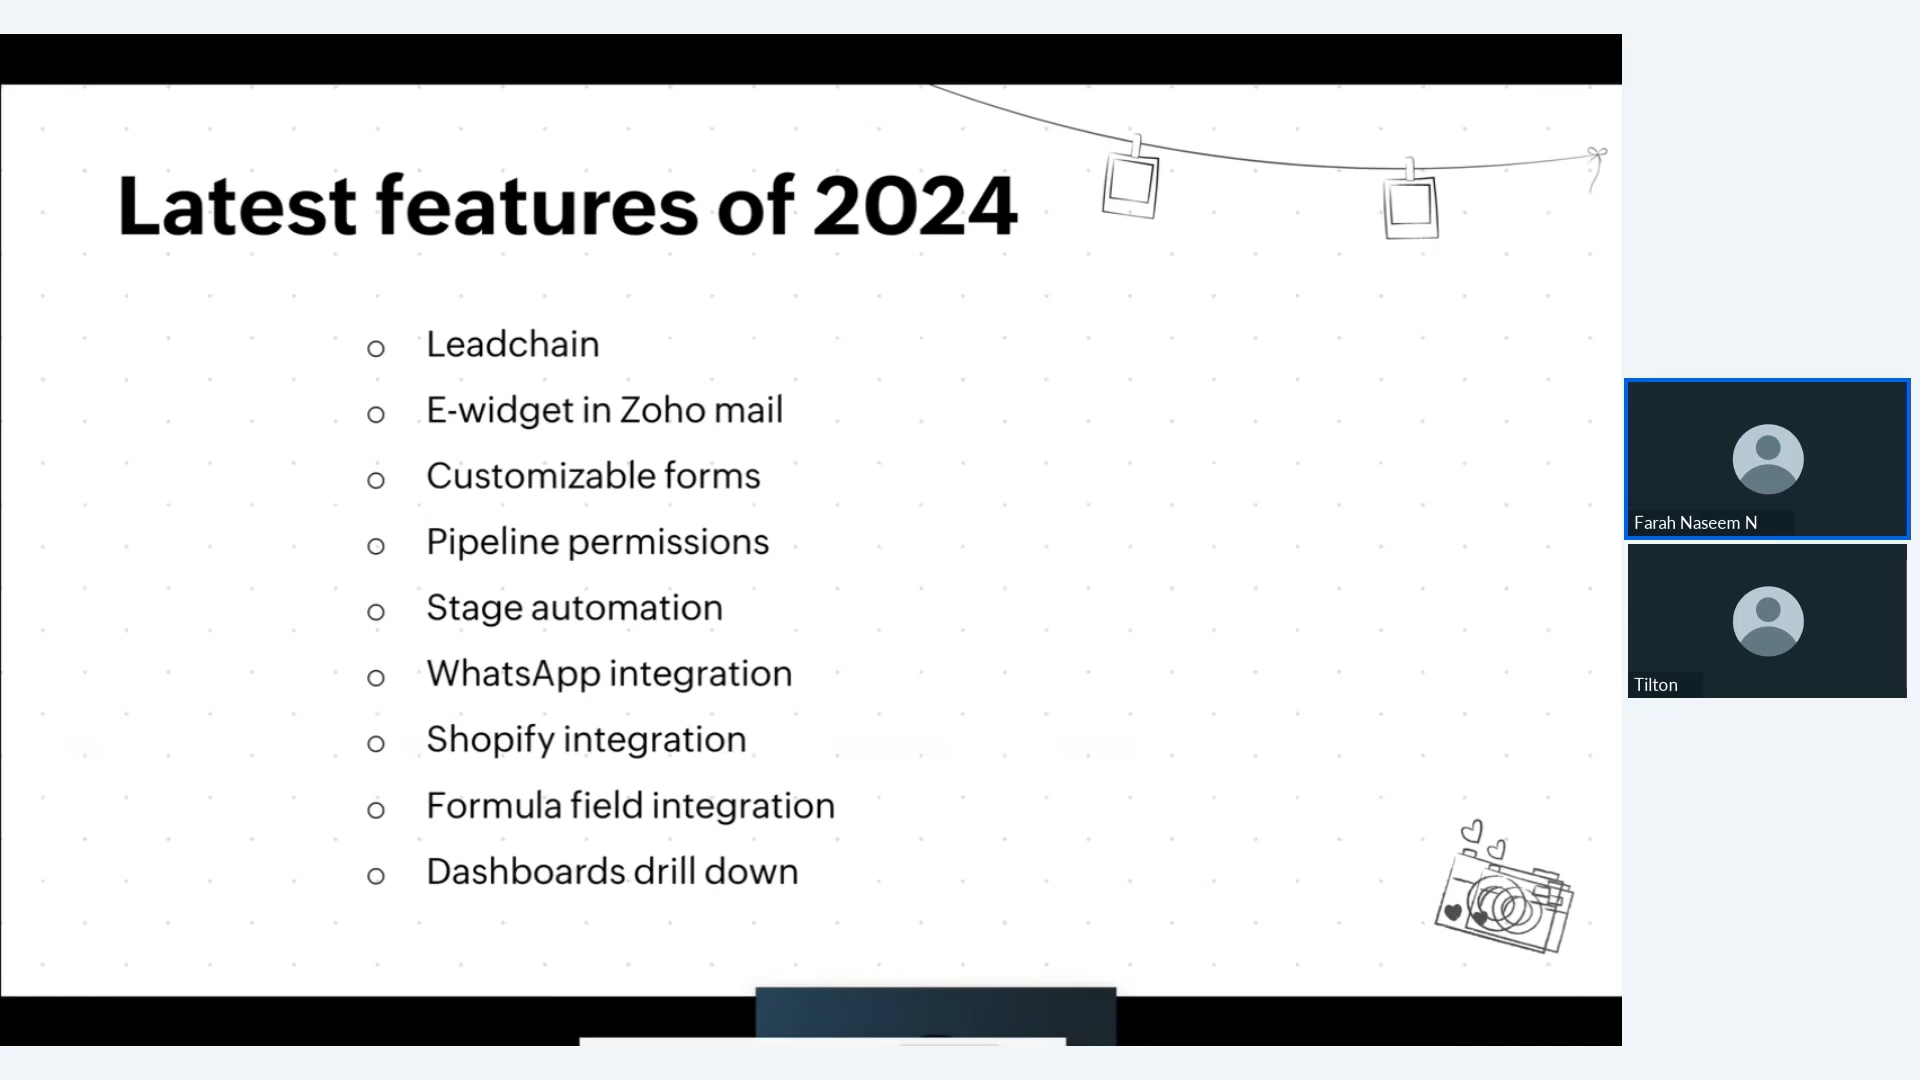 Latest features of 2024
Leadchain
E-widget in Zoho mail
Customizable forms
Pipeline permissions
Stage automation
WhatsApp integration
Shopify integration
Formula field integration
Dashboards drill down
Farah Naseem N
Tilton